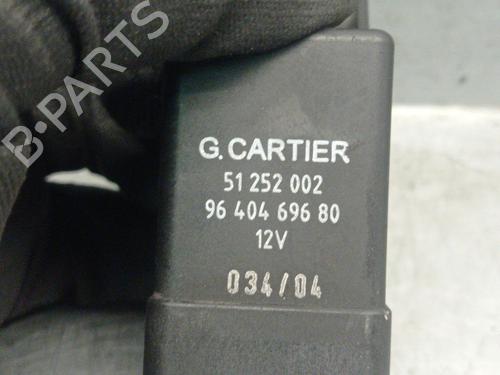 B-PARTS
G. CARTIER
51 252 002
96 404 696 80
12V
034/04